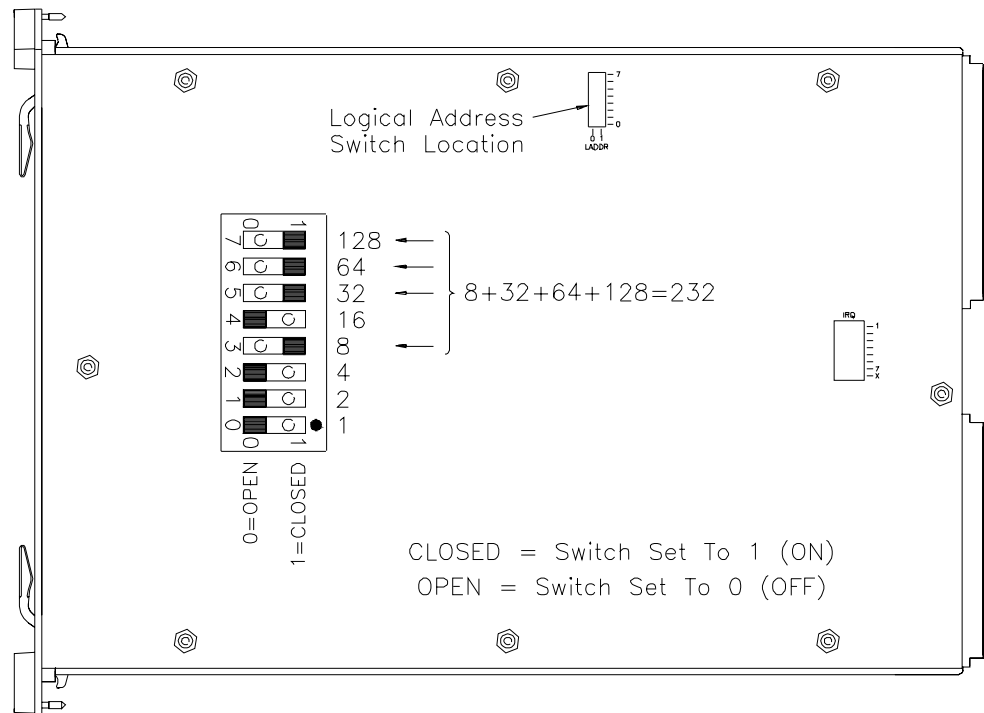 7
0
0 1
LADDR
Logical Address
Switch Location
0 1
7 128
6 64
5 32
4 16
3 8
2 4
1 2
0 1
0 1
8+32+64+128=232
0=OPEN
1=CLOSED
IRQ
1
7
X
CLOSED = Switch Set To 1 (ON)
OPEN = Switch Set To 0 (OFF)